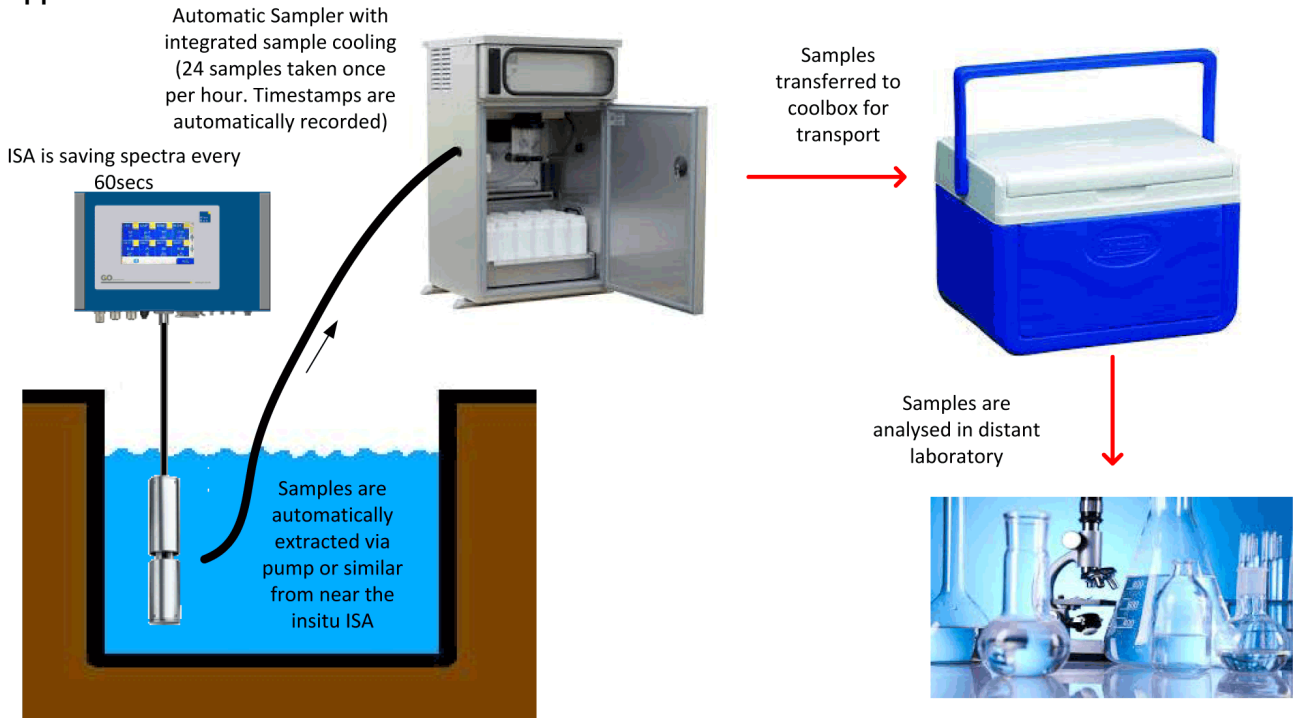 Automatic Sampler with
integrated sample cooling
(24 samples taken once
per hour. Timestamps are
automatically recorded)
ISA is saving spectra every
60secs
GO
Samples
transferred to
coolbox for
transport
Samples are
automatically
extracted via
pump or similar
from near the
insitu ISA
Samples are
analysed in distant
laboratory